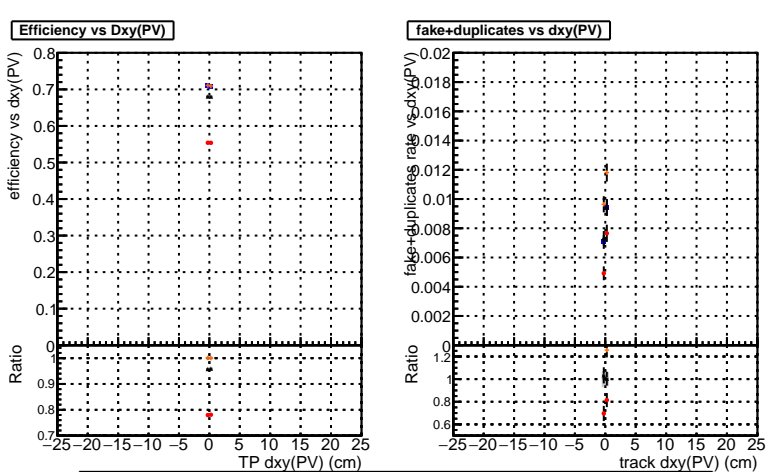 Efficiency vs Dxy(PV)
efficiency vs dxy(PV)
0.8
0.7
0.6
0.5
0.4
0.3
0.2
0.1
0
Ratio
1
0.9
0.8
0.7
−25 −20 −15 −10 −5 0 5 10 15 20 25
TP dxy(PV) (cm)
fake+duplicates vs dxy(PV)
fake+duplicates rate vs dxy(PV)
0.02
0.018
0.016
0.014
0.012
0.01
0.008
0.006
0.004
0.002
0
Ratio
1.2
1
0.8
0.6
−25 −20 −15 −10 −5 0 5 10 15 20 25
track dxy(PV) (cm)